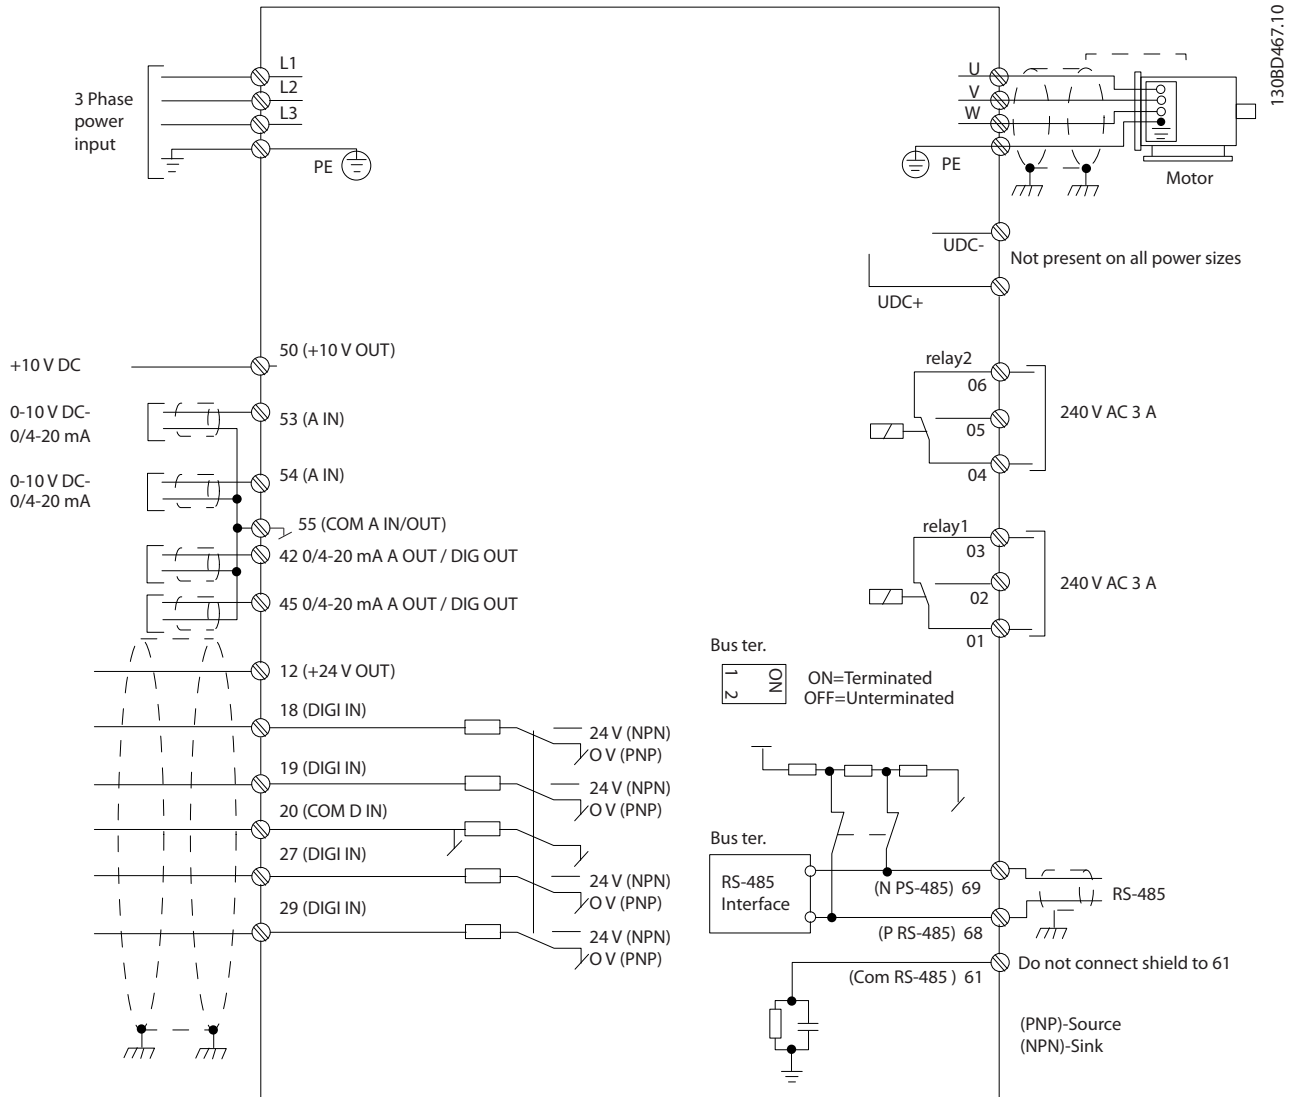 130BD467.10
3 Phase
power
input
L1
L2
L3
PE
U
V
W
PE
Motor
UDC-
Not present on all power sizes
UDC+
+10 V DC
50 (+10 V OUT)
0-10 V DC-
0/4-20 mA
53 (A IN)
0-10 V DC-
0/4-20 mA
54 (A IN)
55 (COM A IN/OUT)
42 0/4-20 mA A OUT / DIG OUT
45 0/4-20 mA A OUT / DIG OUT
12 (+24 V OUT)
18 (DIGI IN)
24 V (NPN)
O V (PNP)
19 (DIGI IN)
24 V (NPN)
O V (PNP)
20 (COM D IN)
27 (DIGI IN)
24 V (NPN)
O V (PNP)
29 (DIGI IN)
24 V (NPN)
O V (PNP)
relay2
06
05
04
240 V AC 3 A
relay1
03
02
01
240 V AC 3 A
Bus ter.
1
2
ON
ON=Terminated
OFF=Unterminated
Bus ter.
RS-485
Interface
(N PS-485) 69
(P RS-485) 68
RS-485
(Com RS-485 ) 61
Do not connect shield to 61
(PNP)-Source
(NPN)-Sink